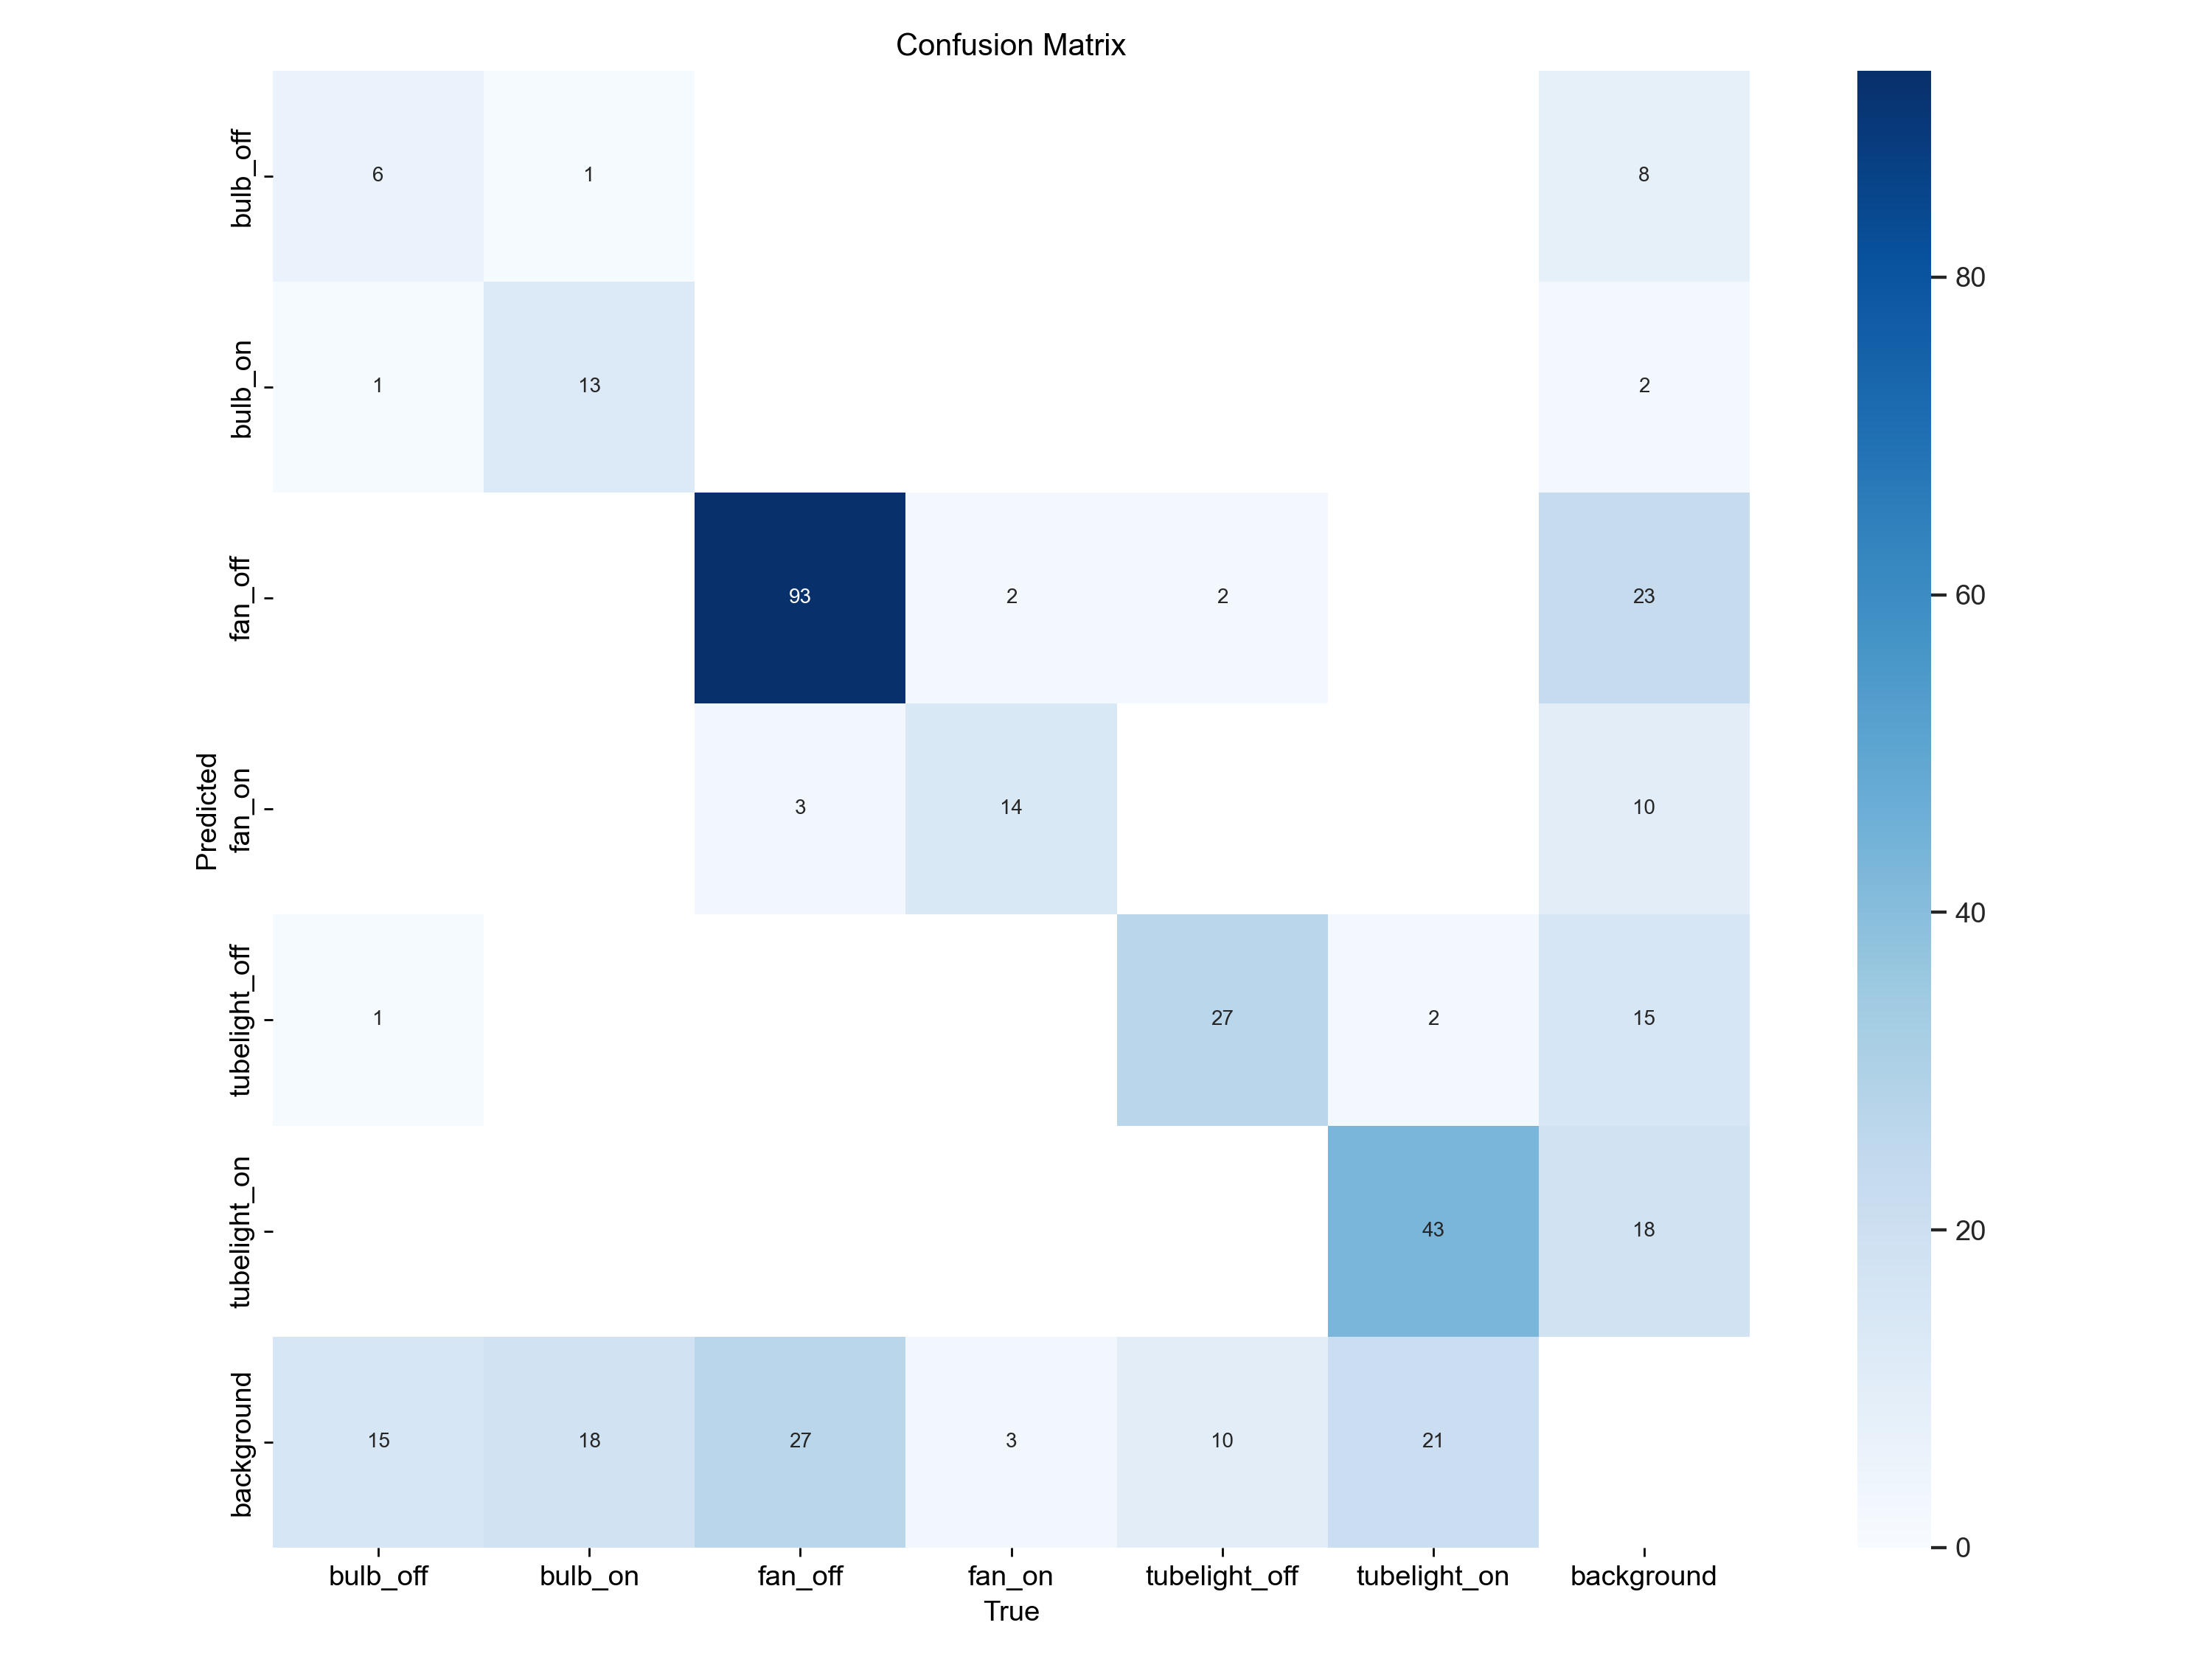 Confusion Matrix
bulb_off
6
1
8
bulb_on
1
13
2
fan_off
93
2
2
23
fan_on
3
14
10
tubelight_off
1
27
2
15
tubelight_on
43
18
background
15
18
27
3
10
21
Predicted
bulb_off
bulb_on
fan_off
fan_on
tubelight_off
tubelight_on
background
True
80
60
40
20
0